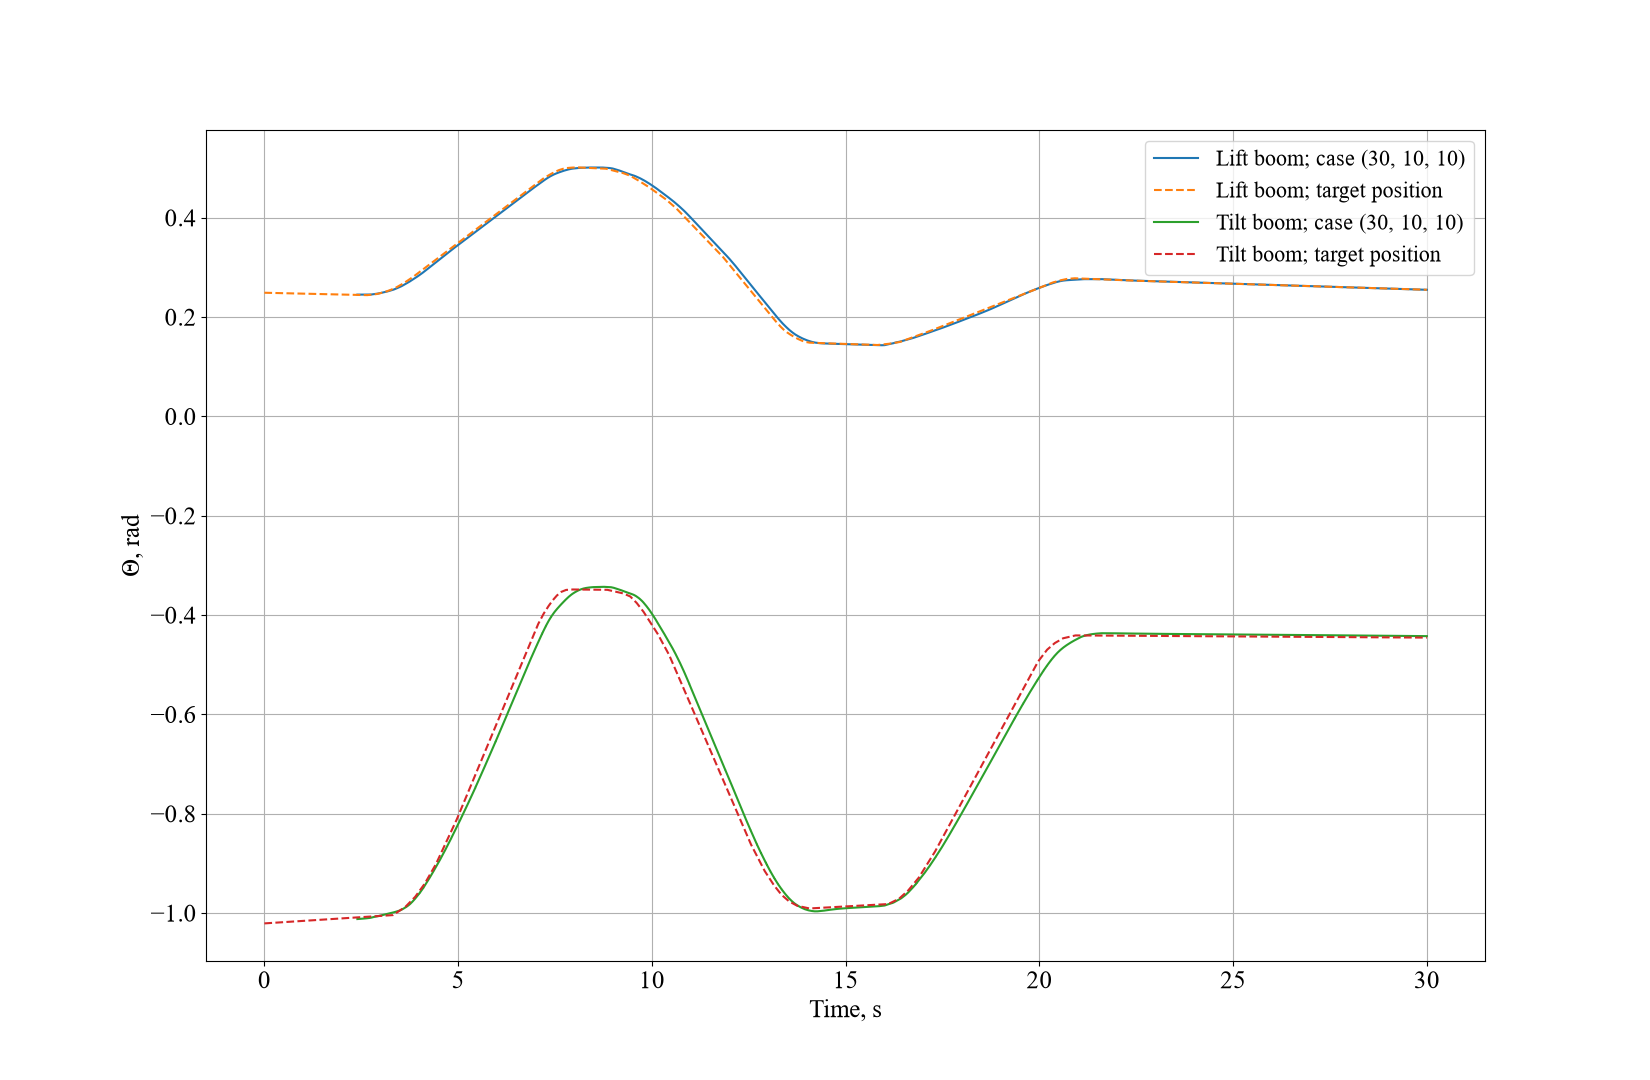 Lift boom; case (30, 10, 10)
Lift boom; target position
Tilt boom; case (30, 10, 10)
Tilt boom; target position
0.4
0.2
0.0
−0.2
−0.4
−0.6
−0.8
−1.0
Θ, rad
0 5 10 15 20 25 30
Time, s